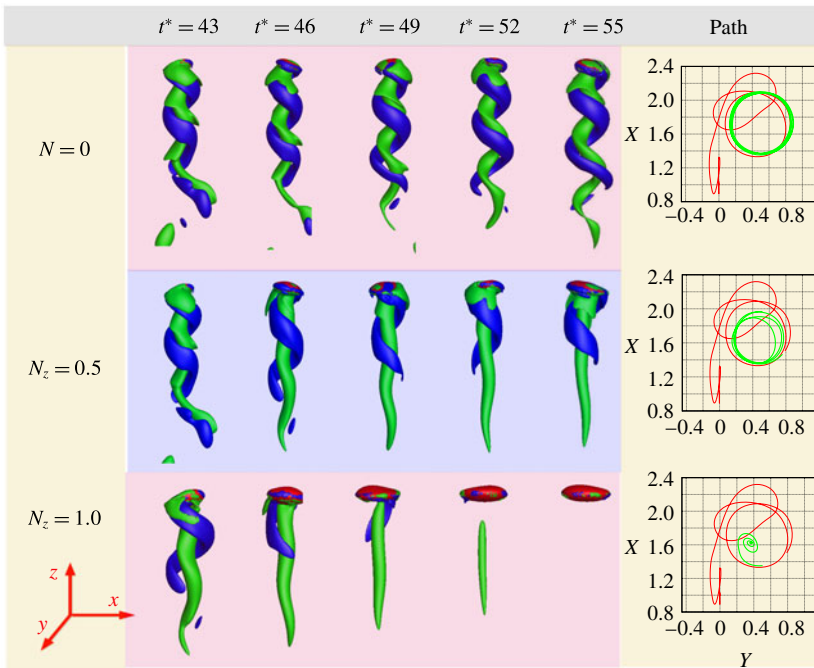 t* = 43 t* = 46 t* = 49 t* = 52 t* = 55 Path
N = 0
2.4
2.0
X 1.6
1.2
0.8
−0.4 0 0.4 0.8
N_z = 0.5
2.4
2.0
X 1.6
1.2
0.8
−0.4 0 0.4 0.8
N_z = 1.0
2.4
2.0
X 1.6
1.2
0.8
−0.4 0 0.4 0.8
Y
z
x
y